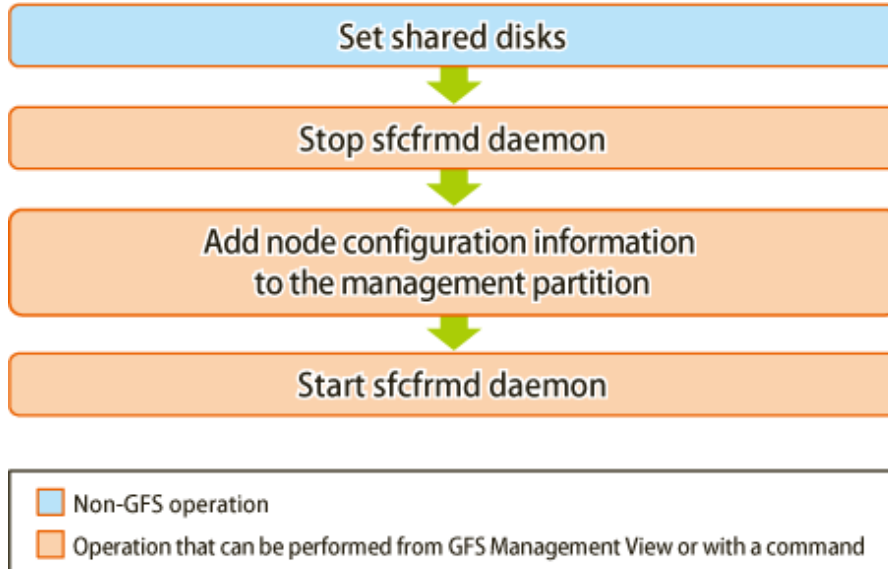 Set shared disks
Stop sfcfrmd daemon
Add node configuration information
to the management partition
Start sfcfrmd daemon
Non-GFS operation
Operation that can be performed from GFS Management View or with a command